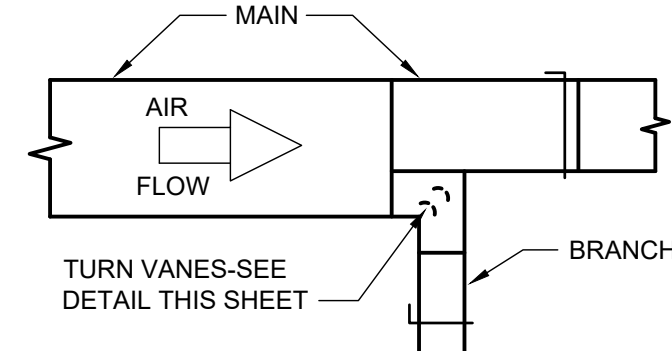 MAIN
AIR
FLOW
TURN VANES-SEE
DETAIL THIS SHEET
BRANCH